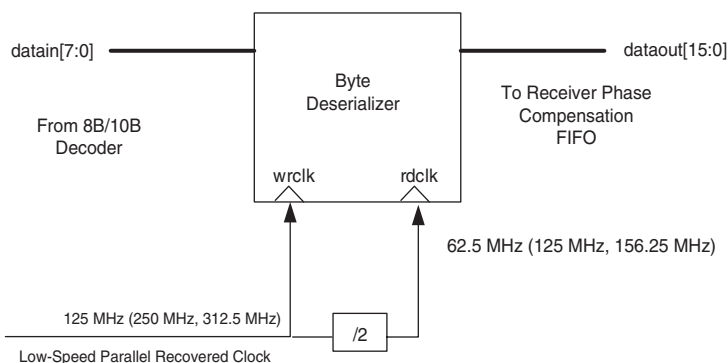 datain[7:0]
dataout[15:0]
Byte
Deserializer
From 8B/10B
Decoder
To Receiver Phase
Compensation
FIFO
wrclk
rdclk
62.5 MHz (125 MHz, 156.25 MHz)
125 MHz (250 MHz, 312.5 MHz)
/2
Low-Speed Parallel Recovered Clock